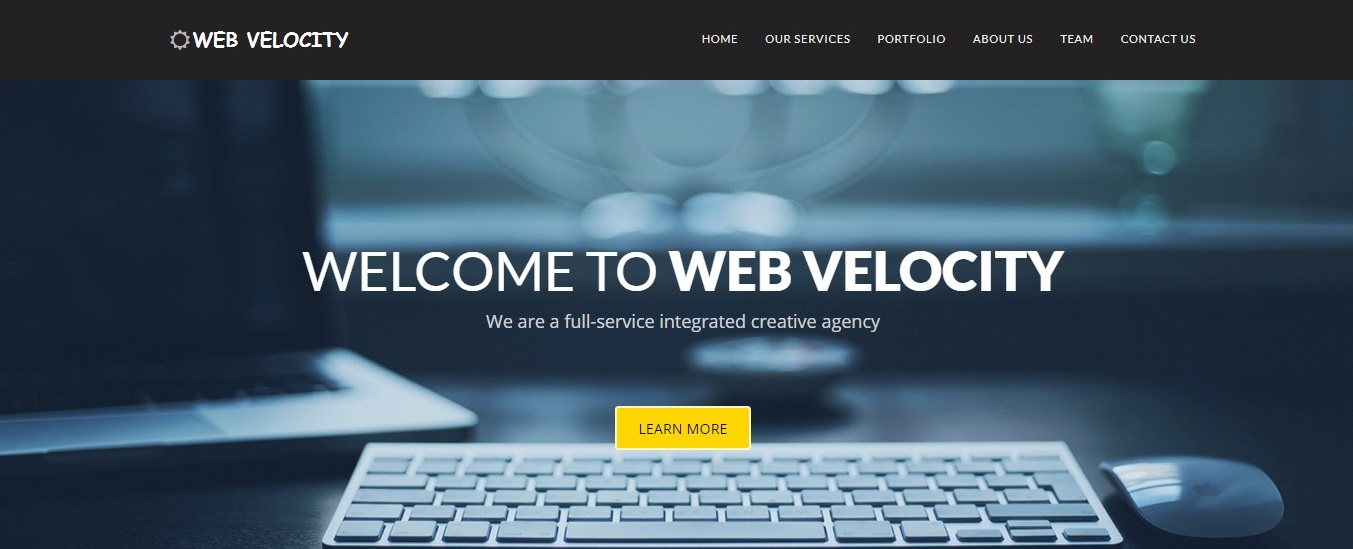 WEB VELOCITY
HOME OUR SERVICES PORTFOLIO ABOUT US TEAM CONTACT US
WELCOME TO WEB VELOCITY
We are a full-service integrated creative agency
LEARN MORE